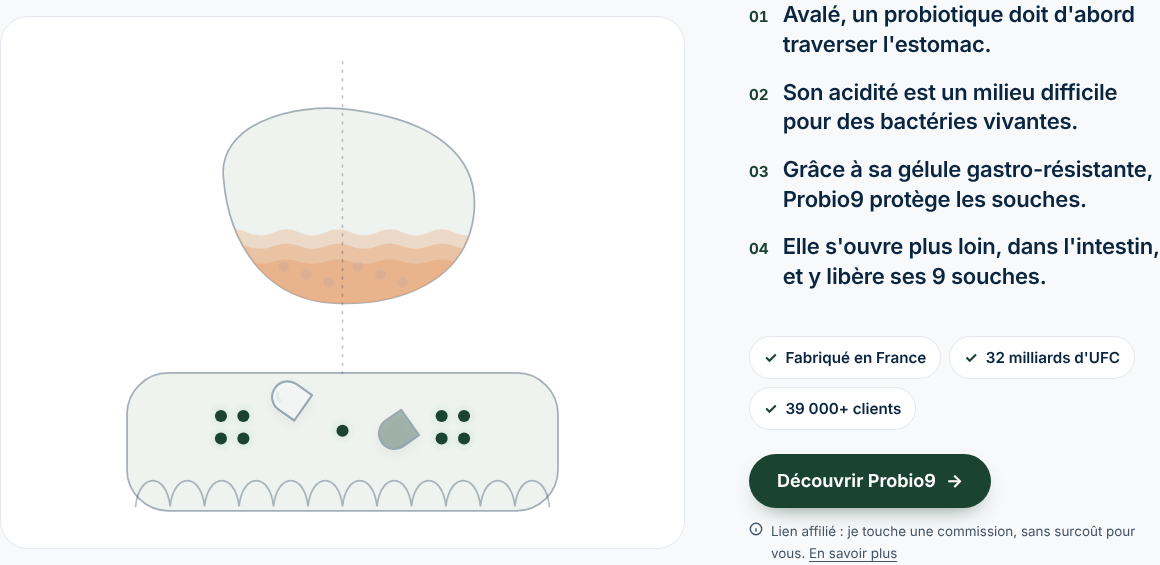 01 Avalé, un probiotique doit d'abord
traverser l'estomac.
02 Son acidité est un milieu difficile
pour des bactéries vivantes.
03 Grâce à sa gélule gastro-résistante,
Probio9 protège les souches.
04 Elle s'ouvre plus loin, dans l'intestin,
et y libère ses 9 souches.
✓ Fabriqué en France ✓ 32 milliards d'UFC
✓ 39 000+ clients
Découvrir Probio9 →
Lien affilié : je touche une commission, sans surcoût pour
vous. En savoir plus